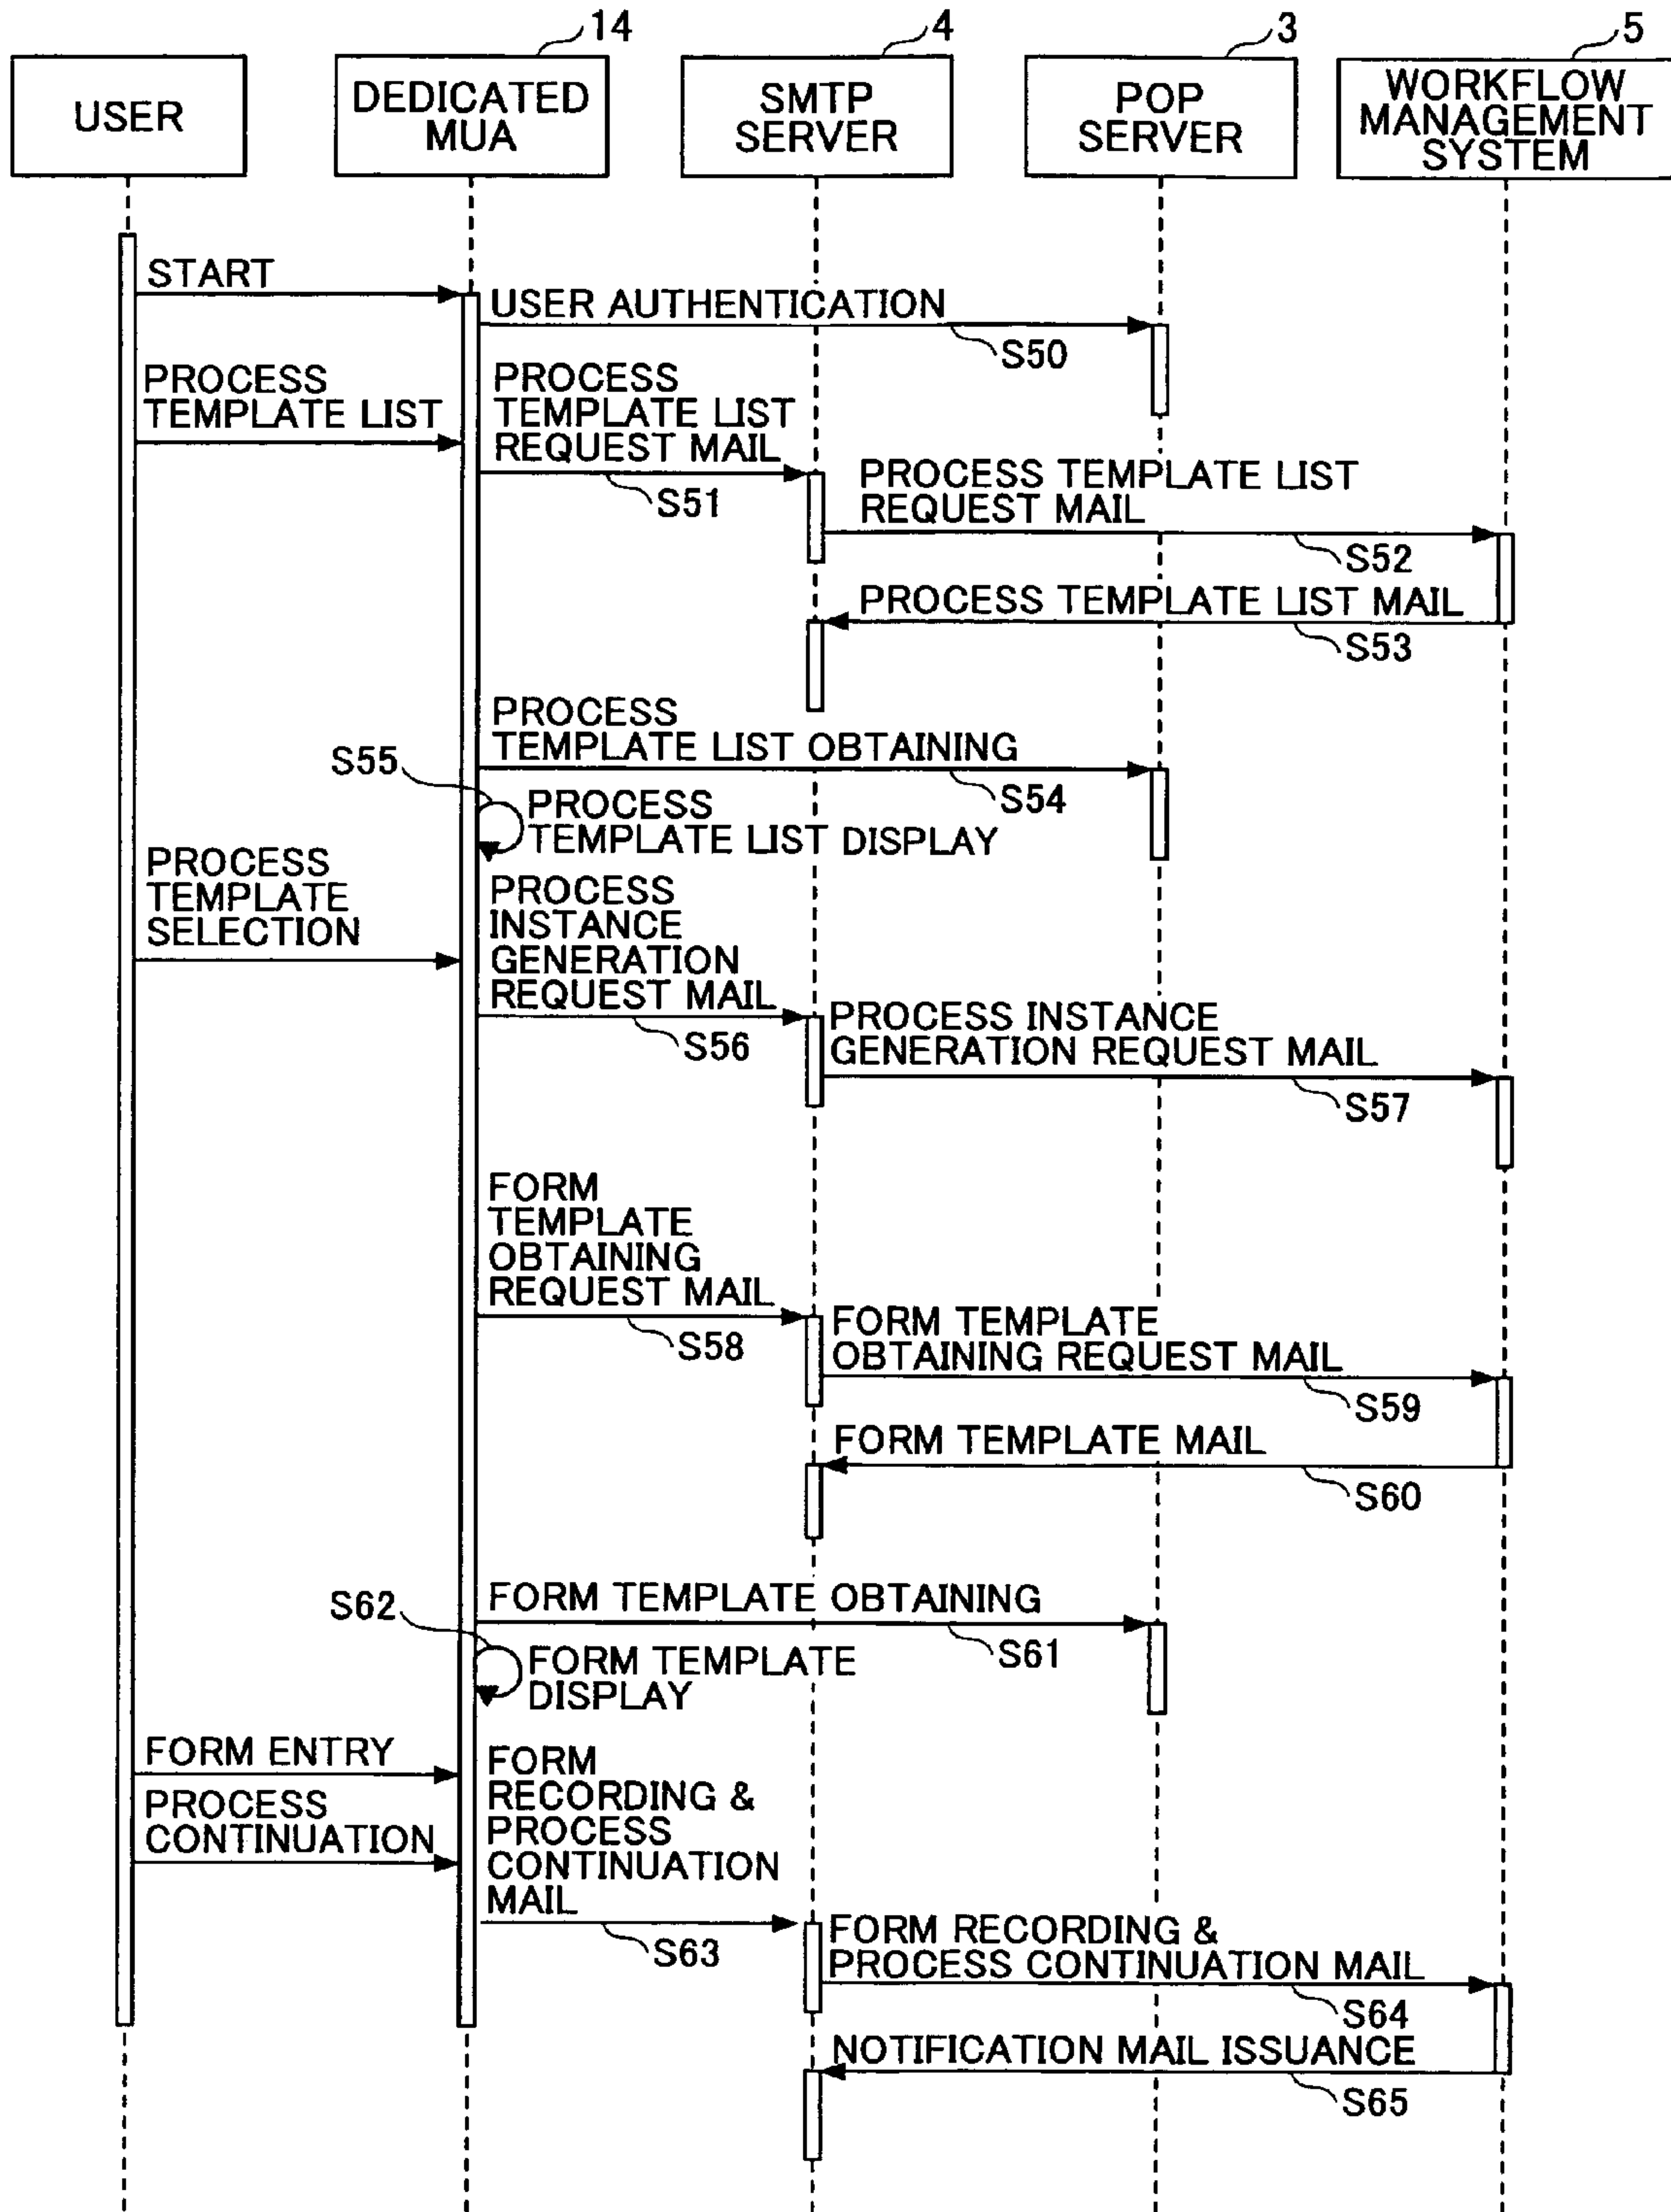 14
4
3
5
USER
DEDICATED
MUA
SMTP
SERVER
POP
SERVER
WORKFLOW
MANAGEMENT
SYSTEM
START
USER AUTHENTICATION
S50
PROCESS
TEMPLATE LIST
PROCESS
TEMPLATE LIST
REQUEST MAIL
S51
PROCESS TEMPLATE LIST
REQUEST MAIL
S52
PROCESS TEMPLATE LIST MAIL
S53
PROCESS
TEMPLATE LIST OBTAINING
S54
S55
PROCESS
TEMPLATE LIST DISPLAY
PROCESS
TEMPLATE
SELECTION
PROCESS
INSTANCE
GENERATION
REQUEST MAIL
S56
PROCESS INSTANCE
GENERATION REQUEST MAIL
S57
FORM
TEMPLATE
OBTAINING
REQUEST MAIL
S58
FORM TEMPLATE
OBTAINING REQUEST MAIL
S59
FORM TEMPLATE MAIL
S60
FORM TEMPLATE OBTAINING
S61
S62
FORM TEMPLATE
DISPLAY
FORM ENTRY
PROCESS
CONTINUATION
FORM
RECORDING &
PROCESS
CONTINUATION
MAIL
S63
FORM RECORDING &
PROCESS CONTINUATION MAIL
S64
NOTIFICATION MAIL ISSUANCE
S65